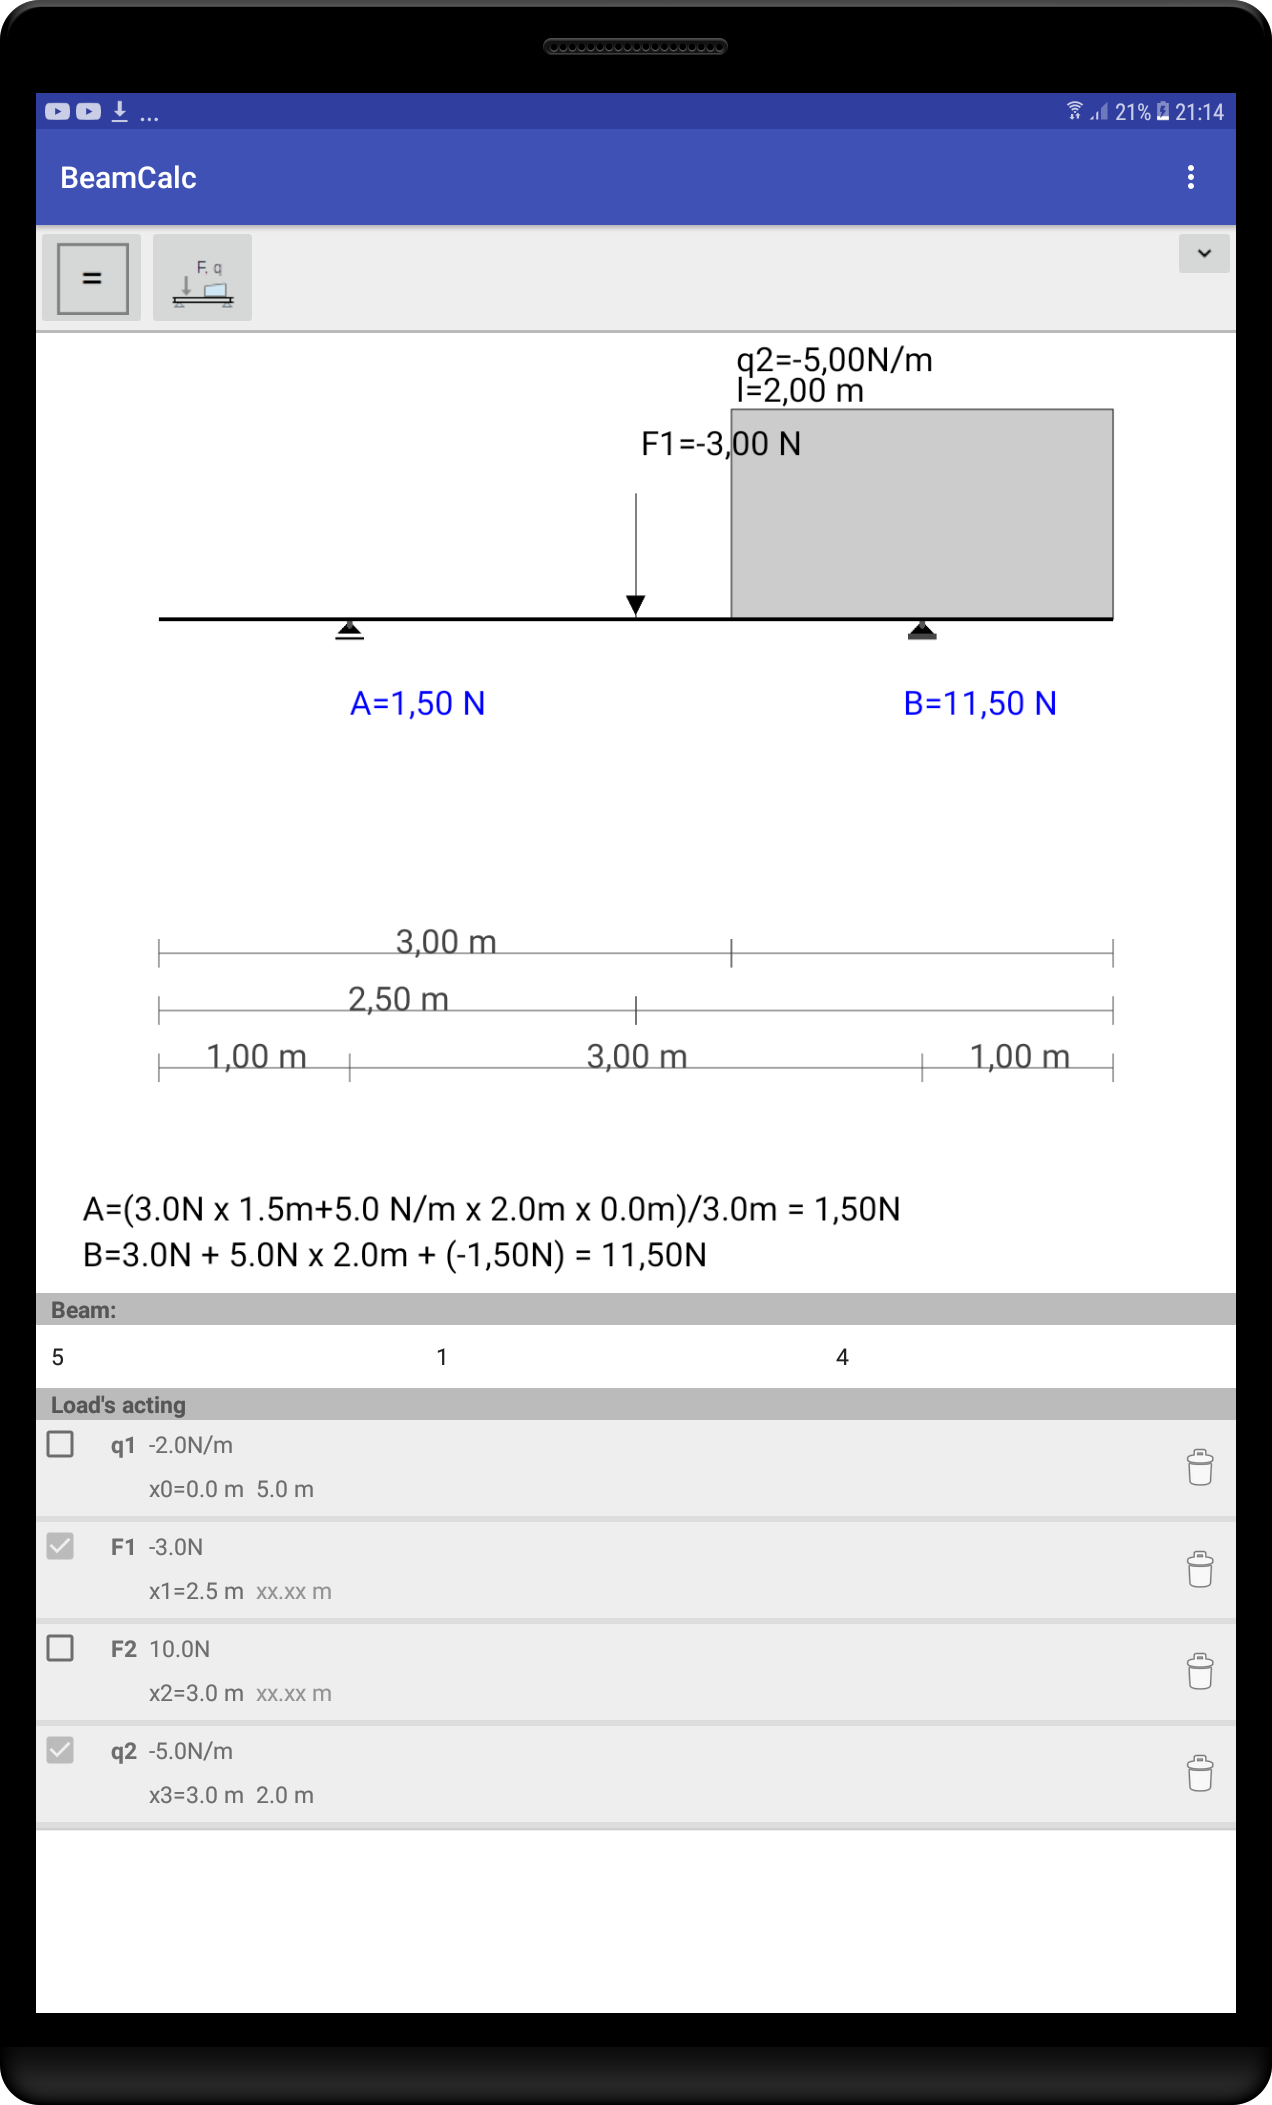 ... 21% 21:14
BeamCalc
=
F, q
q2=-5,00N/m
l=2,00 m
F1=-3,00 N
A=1,50 N B=11,50 N
3,00 m
2,50 m
1,00 m 3,00 m 1,00 m
A=(3.0N x 1.5m+5.0 N/m x 2.0m x 0.0m)/3.0m = 1,50N
B=3.0N + 5.0N x 2.0m + (-1,50N) = 11,50N
Beam:
5 1 4
Load's acting
q1 -2.0N/m
x0=0.0 m 5.0 m
F1 -3.0N
x1=2.5 m xx.xx m
F2 10.0N
x2=3.0 m xx.xx m
q2 -5.0N/m
x3=3.0 m 2.0 m